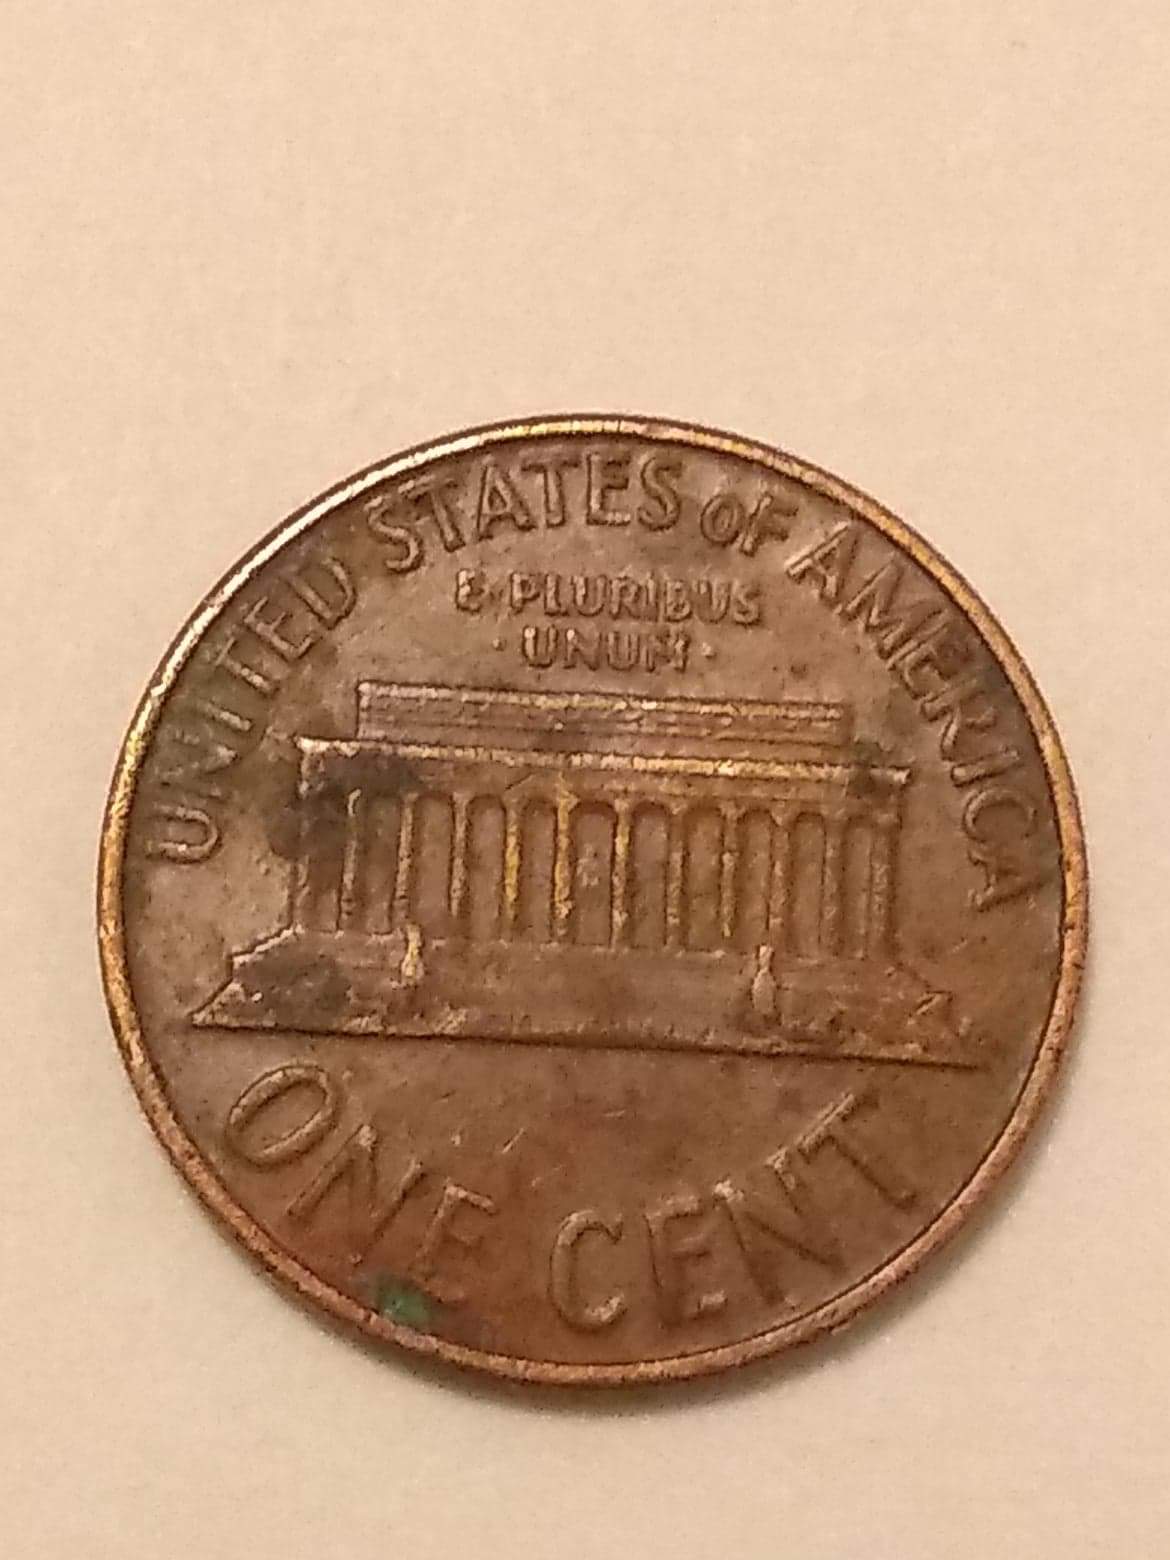 UNITED STATES OF AMERICA
E·PLURIBUS
·UNUM·
ONE CENT